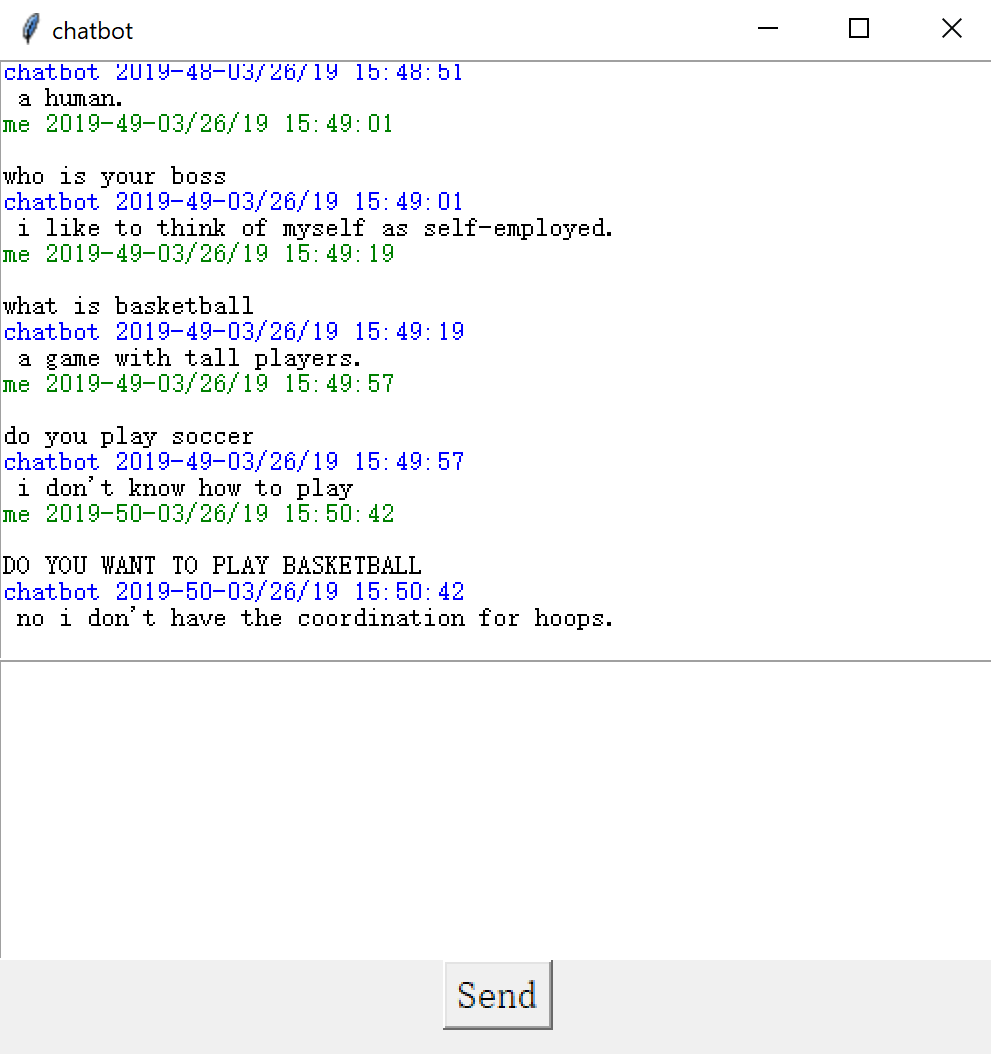 chatbot
chatbot 2019-48-03/26/19 15:48:51
a human.
me 2019-49-03/26/19 15:49:01
who is your boss
chatbot 2019-49-03/26/19 15:49:01
i like to think of myself as self-employed.
me 2019-49-03/26/19 15:49:19
what is basketball
chatbot 2019-49-03/26/19 15:49:19
a game with tall players.
me 2019-49-03/26/19 15:49:57
do you play soccer
chatbot 2019-49-03/26/19 15:49:57
i don't know how to play
me 2019-50-03/26/19 15:50:42
DO YOU WANT TO PLAY BASKETBALL
chatbot 2019-50-03/26/19 15:50:42
no i don't have the coordination for hoops.
Send